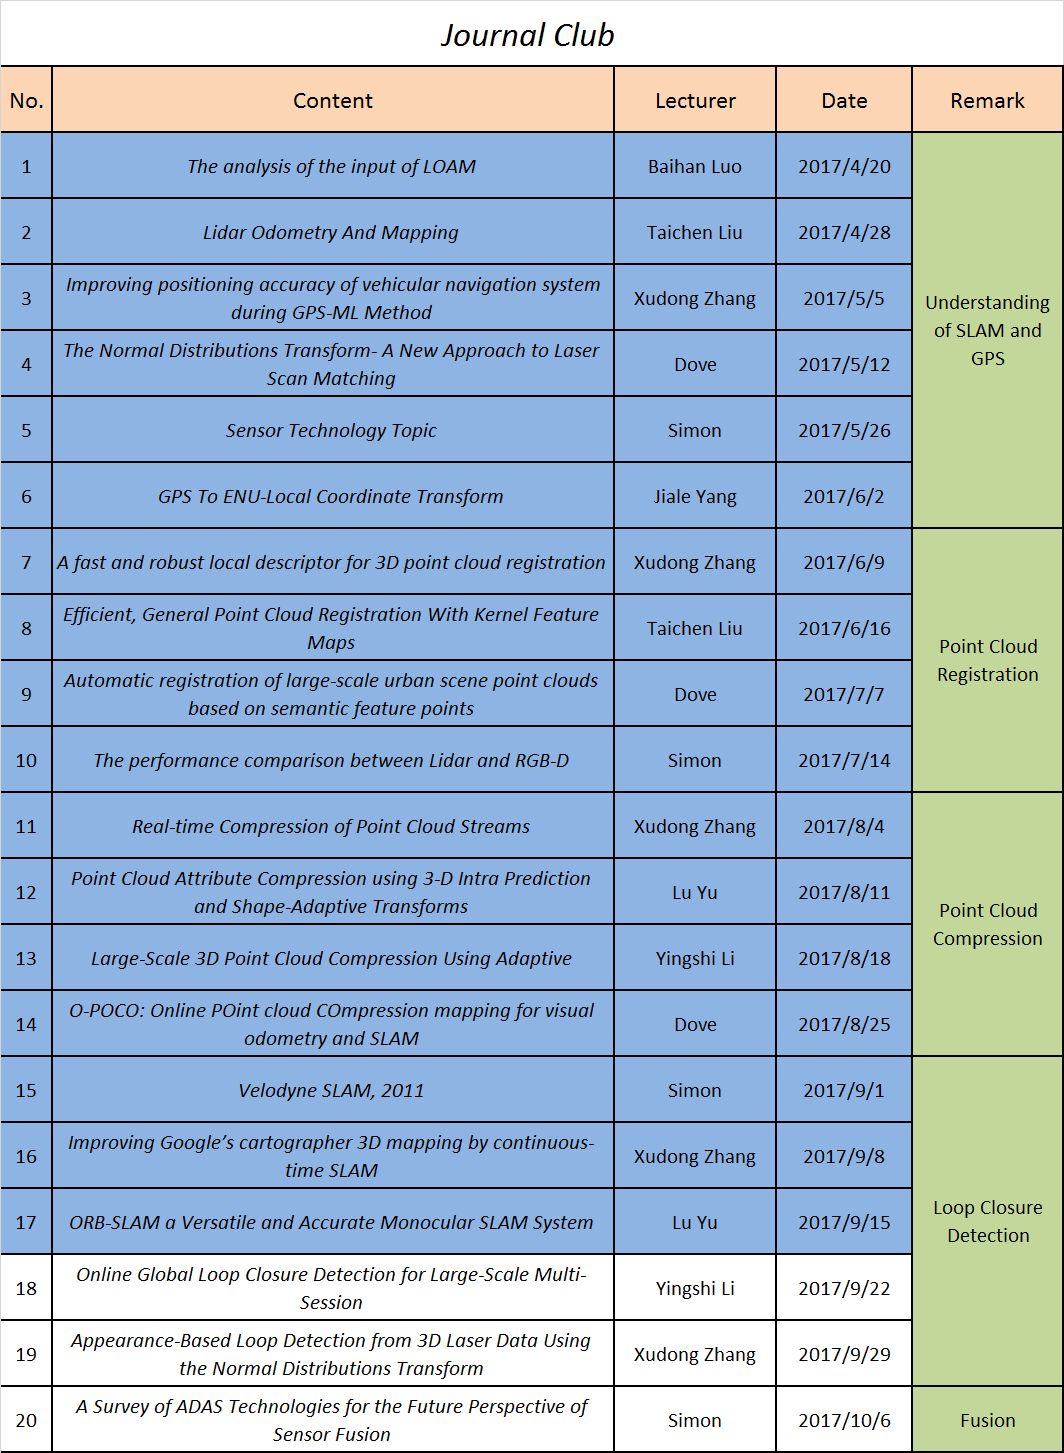 Journal Club
No. Content Lecturer Date Remark
1 The analysis of the input of LOAM Baihan Luo 2017/4/20
2 Lidar Odometry And Mapping Taichen Liu 2017/4/28
3 Improving positioning accuracy of vehicular navigation system
during GPS-ML Method Xudong Zhang 2017/5/5
4 The Normal Distributions Transform- A New Approach to Laser
Scan Matching Dove 2017/5/12
5 Sensor Technology Topic Simon 2017/5/26
6 GPS To ENU-Local Coordinate Transform Jiale Yang 2017/6/2
Understanding
of SLAM and
GPS
7 A fast and robust local descriptor for 3D point cloud registration Xudong Zhang 2017/6/9
8 Efficient, General Point Cloud Registration With Kernel Feature
Maps Taichen Liu 2017/6/16
9 Automatic registration of large-scale urban scene point clouds
based on semantic feature points Dove 2017/7/7
10 The performance comparison between Lidar and RGB-D Simon 2017/7/14
Point Cloud
Registration
11 Real-time Compression of Point Cloud Streams Xudong Zhang 2017/8/4
12 Point Cloud Attribute Compression using 3-D Intra Prediction
and Shape-Adaptive Transforms Lu Yu 2017/8/11
13 Large-Scale 3D Point Cloud Compression Using Adaptive Yingshi Li 2017/8/18
14 O-POCO: Online POint cloud COmpression mapping for visual
odometry and SLAM Dove 2017/8/25
Point Cloud
Compression
15 Velodyne SLAM, 2011 Simon 2017/9/1
16 Improving Google’s cartographer 3D mapping by continuous-
time SLAM Xudong Zhang 2017/9/8
17 ORB-SLAM a Versatile and Accurate Monocular SLAM System Lu Yu 2017/9/15
18 Online Global Loop Closure Detection for Large-Scale Multi-
Session Yingshi Li 2017/9/22
19 Appearance-Based Loop Detection from 3D Laser Data Using
the Normal Distributions Transform Xudong Zhang 2017/9/29
Loop Closure
Detection
20 A Survey of ADAS Technologies for the Future Perspective of
Sensor Fusion Simon 2017/10/6 Fusion